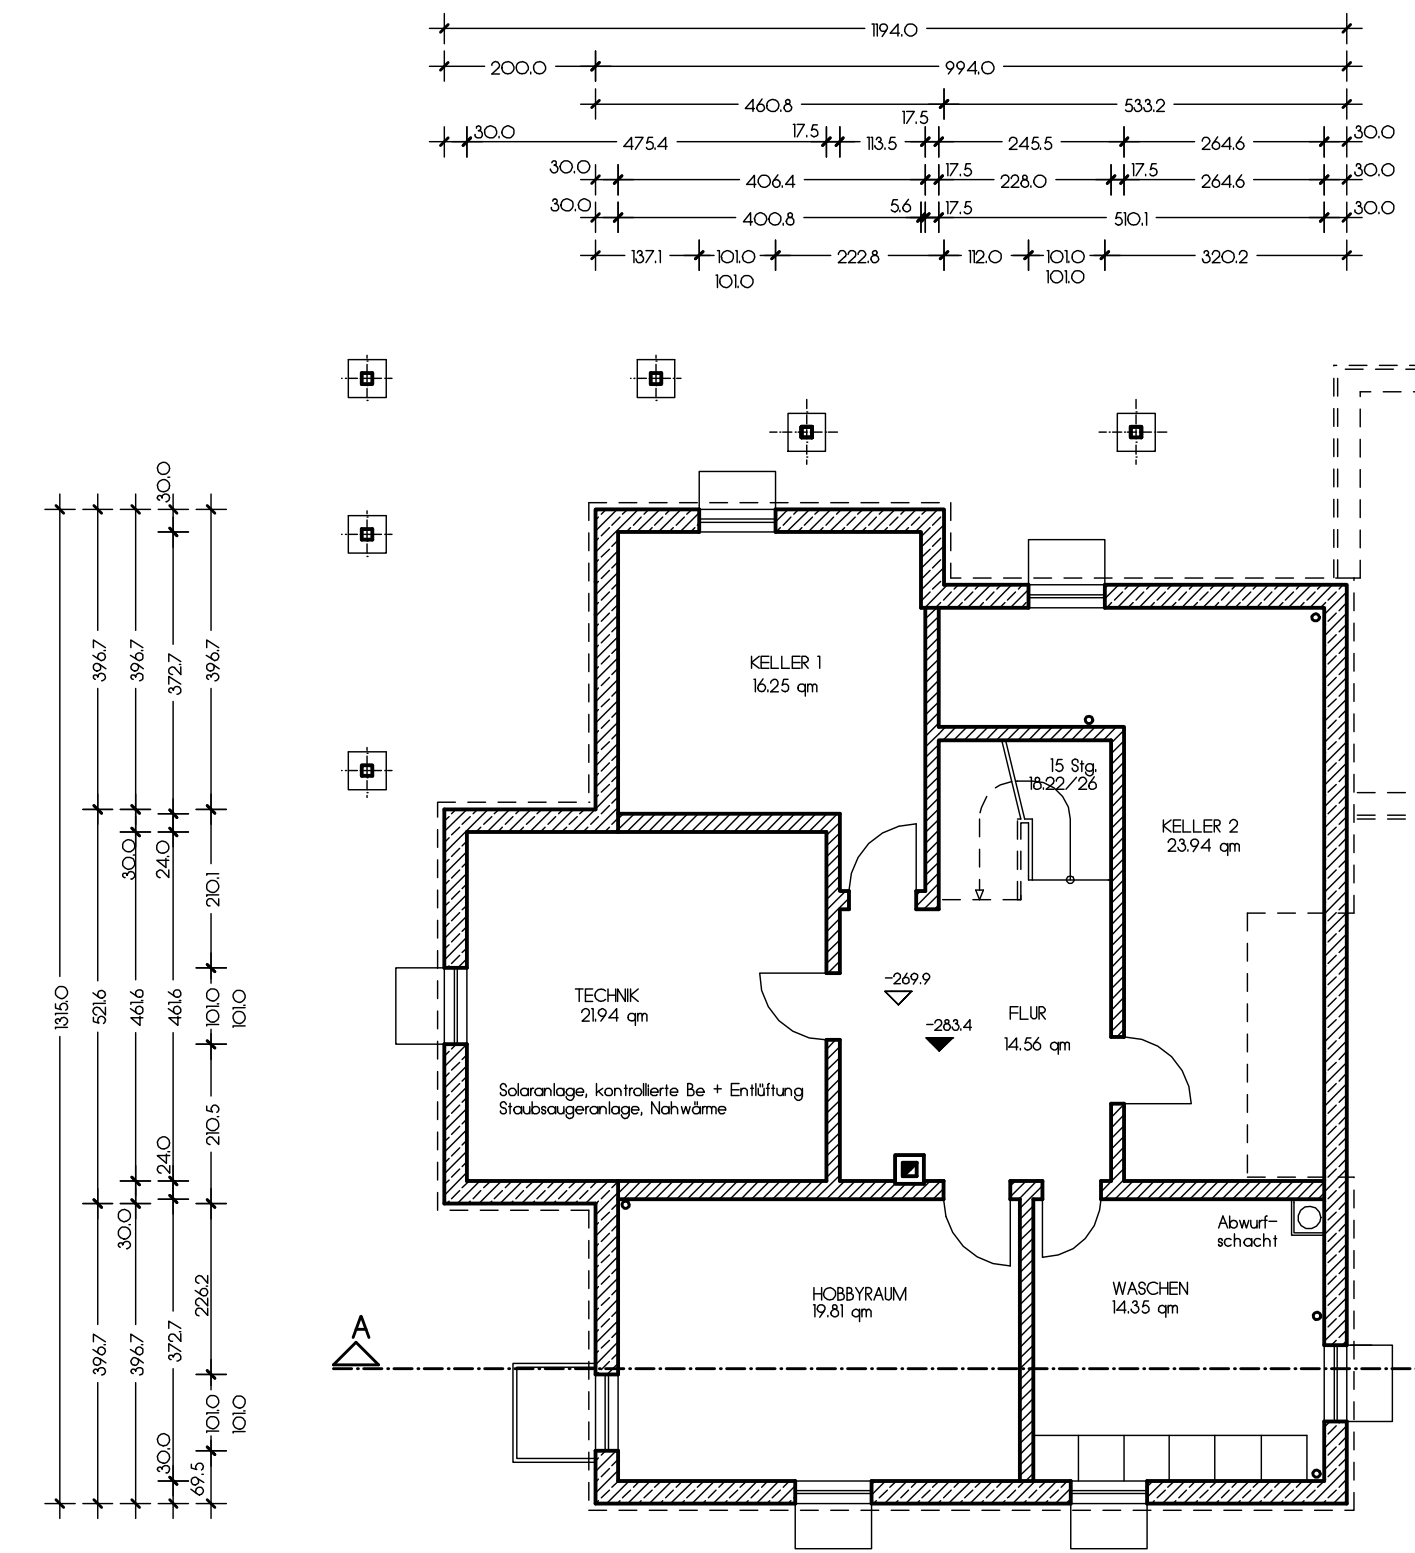 1194.0
200.0 994.0
460.8 533.2
30.0 475.4 17.5 113.5 17.5 245.5 264.6 30.0
30.0 406.4 17.5 228.0 17.5 264.6 30.0
30.0 400.8 5.6 17.5 510.1 30.0
137.1 101.0 222.8 112.0 101.0 320.2
101.0 101.0
1315.0
396.7
521.6
396.7
396.7
30.0
461.6
30.0
396.7
30.0
372.7
24.0
461.6
24.0
372.7
30.0
396.7
210.1
101.0
101.0
210.5
226.2
101.0
101.0
69.5
KELLER 1
16.25 qm
15 Stg.
18.22/26
KELLER 2
23.94 qm
TECHNIK
21.94 qm
Solaranlage, kontrollierte Be + Entlüftung
Staubsaugeranlage, Nahwärme
-269.9
-283.4
FLUR
14.56 qm
Abwurf-
schacht
HOBBYRAUM
19.81 qm
WASCHEN
14.35 qm
A